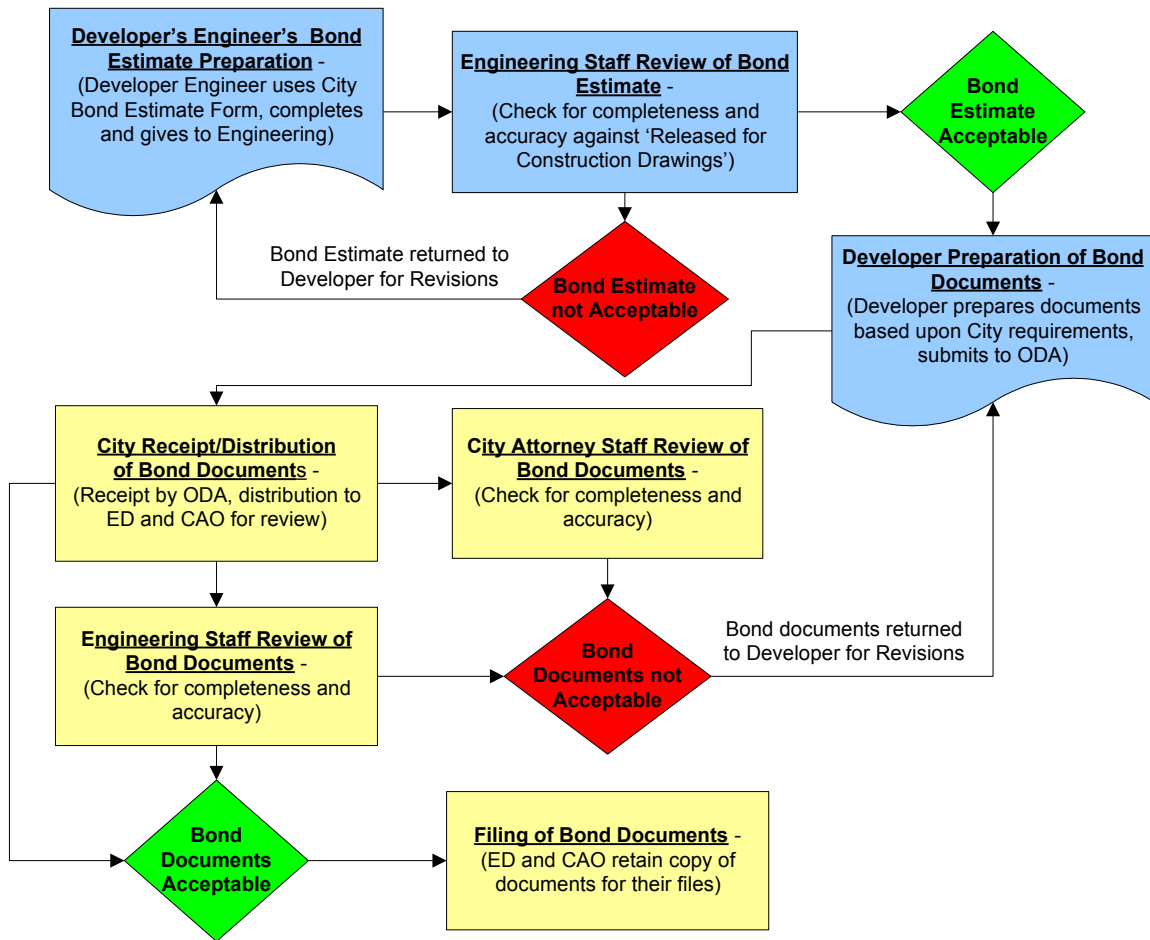 Developer's Engineer's Bond
Estimate Preparation -
(Developer Engineer uses City
Bond Estimate Form, completes
and gives to Engineering)
Engineering Staff Review of Bond
Estimate -
(Check for completeness and
accuracy against ‘Released for
Construction Drawings’)
Bond
Estimate
Acceptable
Bond Estimate returned to
Developer for Revisions
Bond Estimate
not Acceptable
Developer Preparation of Bond
Documents -
(Developer prepares documents
based upon City requirements,
submits to ODA)
City Receipt/Distribution
of Bond Documents -
(Receipt by ODA, distribution to
ED and CAO for review)
City Attorney Staff Review of
Bond Documents -
(Check for completeness and
accuracy)
Engineering Staff Review of
Bond Documents -
(Check for completeness and
accuracy)
Bond
Documents not
Acceptable
Bond documents returned
to Developer for Revisions
Bond
Documents
Acceptable
Filing of Bond Documents -
(ED and CAO retain copy of
documents for their files)